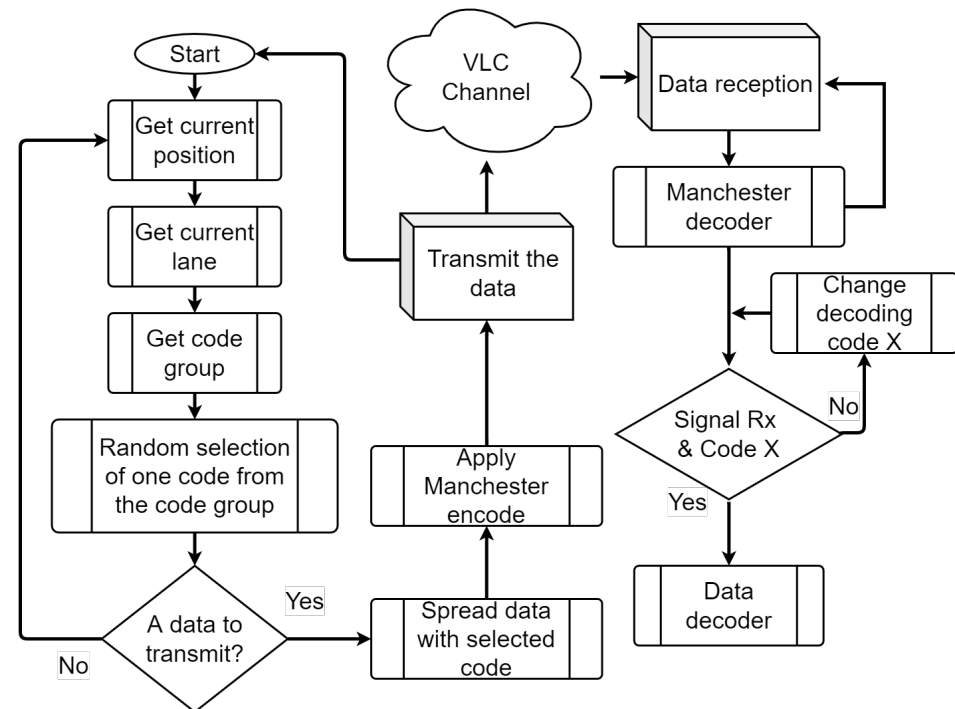 Start
Get current
position
Get current
lane
Get code
group
Random selection
of one code from
the code group
A data to
transmit?
No
Yes
Spread data
with selected
code
Apply
Manchester
encode
Transmit the
data
VLC
Channel
Data reception
Manchester
decoder
Change
decoding
code X
Signal Rx
& Code X
No
Yes
Data
decoder